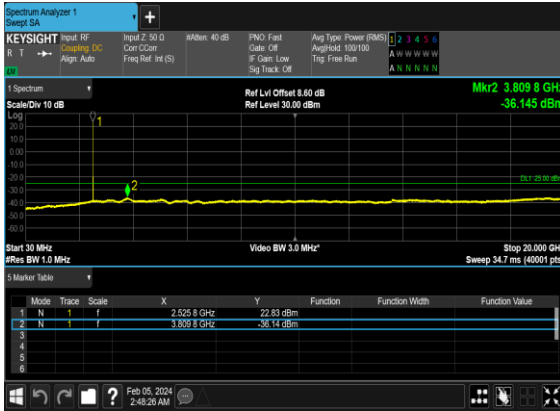 Spectrum Analyzer 1
Swept SA
+
KEYSIGHT Input: RF Input Z: 50 Ω #Atten: 40 dB PNO: Fast Avg Type: Power (RMS) 1 2 3 4 5 6
R T Coupling: DC Corr CCorr Gate: Off Avg|Hold: 100/100 A W W W W W
Align: Auto Freq Ref: Int (S) IF Gain: Low Trig: Free Run
Sig Track: Off A N N N N N
1 Spectrum Ref Lvl Offset 8.60 dB Mkr2 3.809 8 GHz
Scale/Div 10 dB Ref Level 30.00 dBm -36.145 dBm
Log
20.0
10.0
0.00
-10.0
-20.0
-30.0
-40.0
-50.0
-60.0
1
2
DL1 -25.00 dBm
Start 30 MHz Video BW 3.0 MHz* Stop 20.000 GHz
#Res BW 1.0 MHz Sweep 34.7 ms (40001 pts)
5 Marker Table
Mode Trace Scale X Y Function Function Width Function Value
1 N 1 f 2.525 8 GHz 22.83 dBm
2 N 1 f 3.809 8 GHz -36.14 dBm
3
4
5
6
? Feb 05, 2024
2:48:26 AM